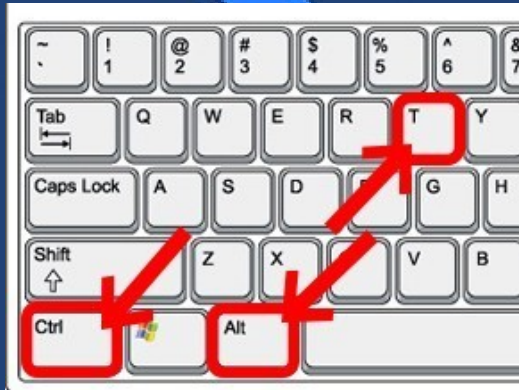 ~ ` ! 1 @ 2 # 3 $ 4 % 5 ^ 6 & 7
Tab Q W E R T Y
Caps Lock A S D G H
Shift Z X V B
Ctrl Alt